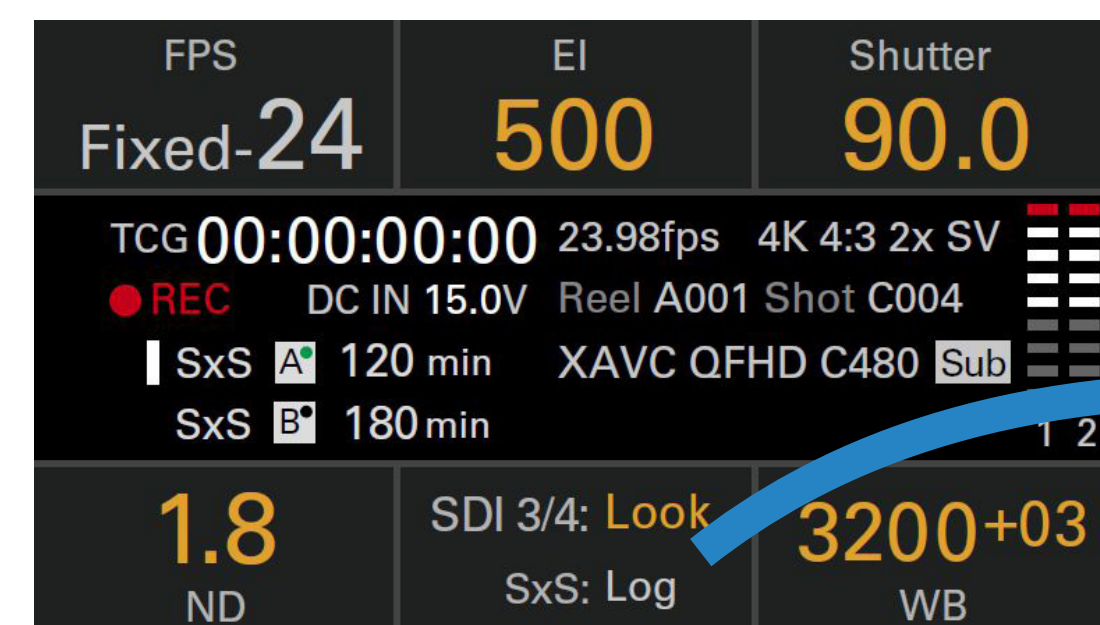 FPS EI Shutter
Fixed-24 500 90.0
TCG 00:00:00:00 23.98fps 4K 4:3 2x SV
REC DC IN 15.0V Reel A001 Shot C004
SxS A 120 min XAVC QFHD C480 Sub
SxS B 180 min
1 2
1.8 SDI 3/4: Look 3200+03
ND SxS: Log WB